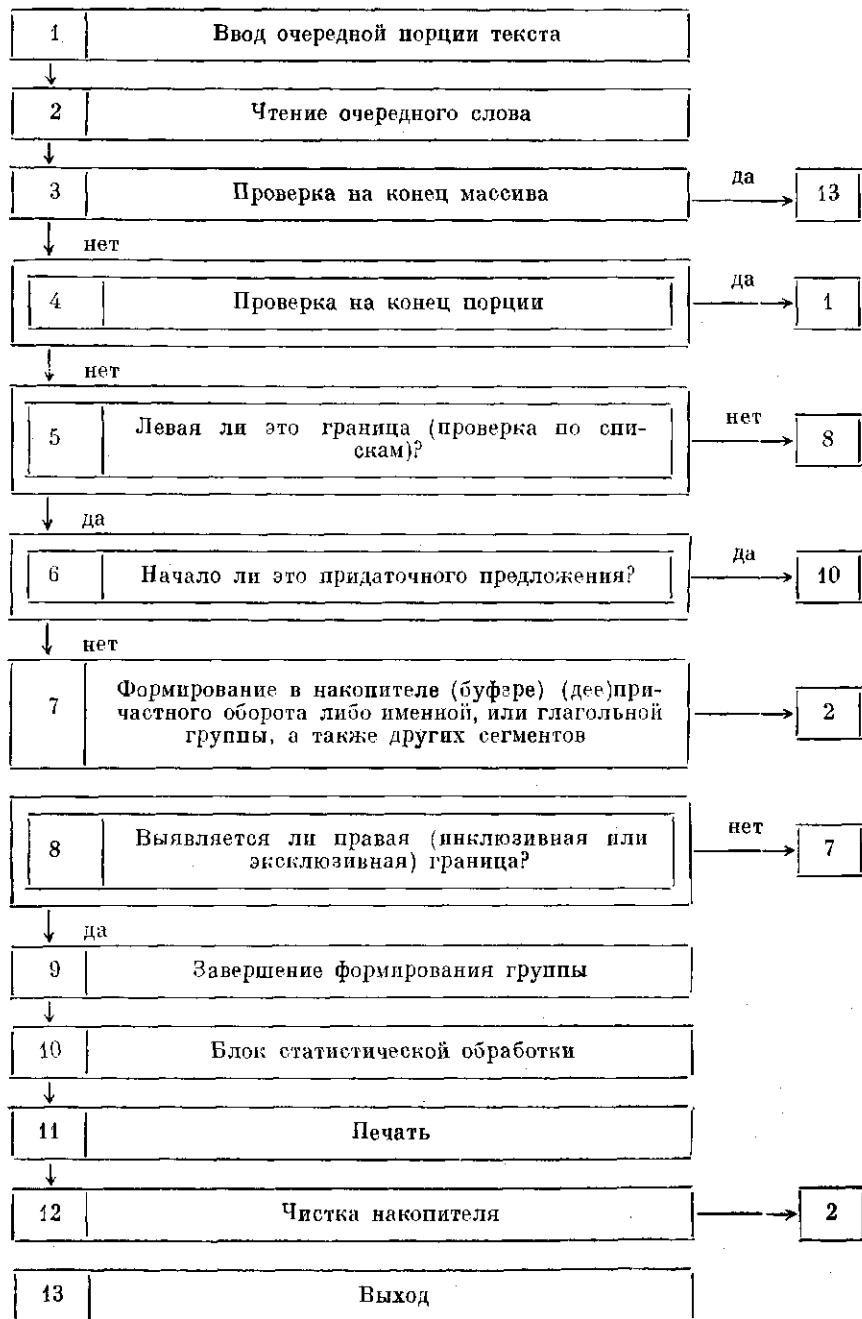 1 Ввод очередной порции текста
2 Чтение очередного слова
3 Проверка на конец массива да 13
нет
4 Проверка на конец порции да 1
нет
5 Левая ли это граница (проверка по спи-
скам)? нет 8
да
6 Начало ли это придаточного предложения? да 10
нет
7 Формирование в накопителе (буфере) (дее)при-
частного оборота либо именной, или глагольной 2
группы, а также других сегментов
8 Выявляется ли правая (инклюзивная или
эксклюзивная) граница? нет 7
да
9 Завершение формирования группы
10 Блок статистической обработки
11 Печать
12 Чистка накопителя 2
13 Выход